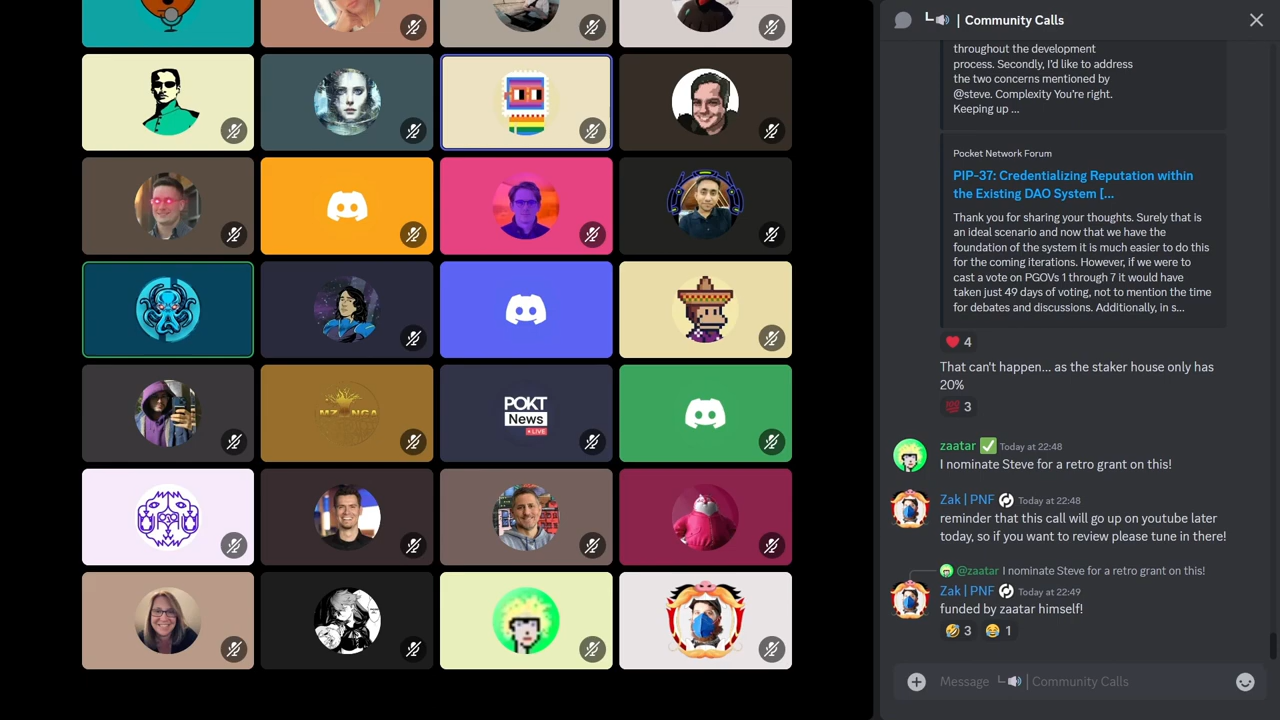 | Community Calls
throughout the development
process. Secondly, I'd like to address
the two concerns mentioned by
@steve. Complexity You're right.
Keeping up ...
Pocket Network Forum
PIP-37: Credentializing Reputation within
the Existing DAO System [...
Thank you for sharing your thoughts. Surely that is
an ideal scenario and now that we have the
foundation of the system it is much easier to do this
for the coming iterations. However, if we were to
cast a vote on PGOVs 1 through 7 it would have
taken just 49 days of voting, not to mention the time
for debates and discussions. Additionally, in s...
4
That can't happen... as the staker house only has
20%
💯 3
zaatar ✅ Today at 22:48
I nominate Steve for a retro grant on this!
Zak | PNF Today at 22:48
reminder that this call will go up on youtube later
today, so if you want to review please tune in there!
@zaatar I nominate Steve for a retro grant on this!
Zak | PNF Today at 22:49
funded by zaatar himself!
3 1
Message | Community Calls
MZONGA
POKT
News
LIVE